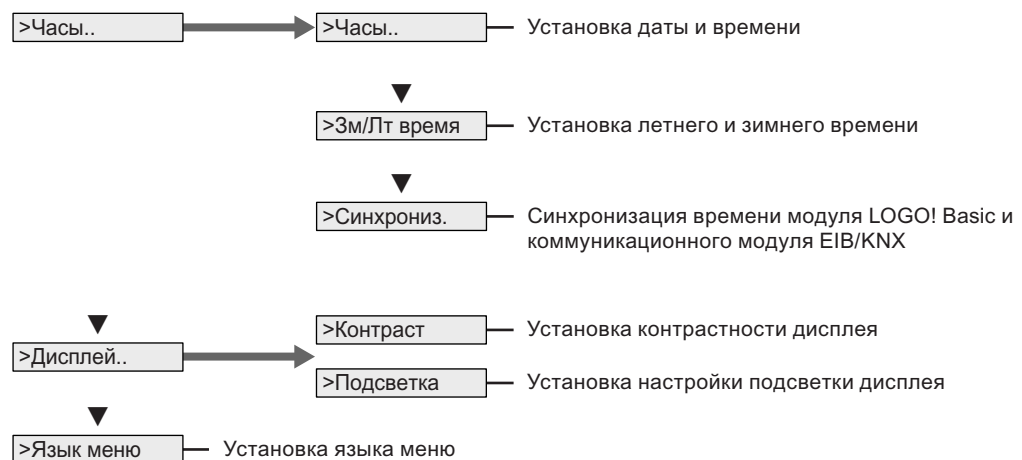 >Часы.. >Часы.. Установка даты и времени
>Зм/Лт время Установка летнего и зимнего времени
>Синхрониз. Синхронизация времени модуля LOGO! Basic и
коммуникационного модуля EIB/KNX
>Контраст Установка контрастности дисплея
>Дисплей..
>Подсветка Установка настройки подсветки дисплея
>Язык меню Установка языка меню